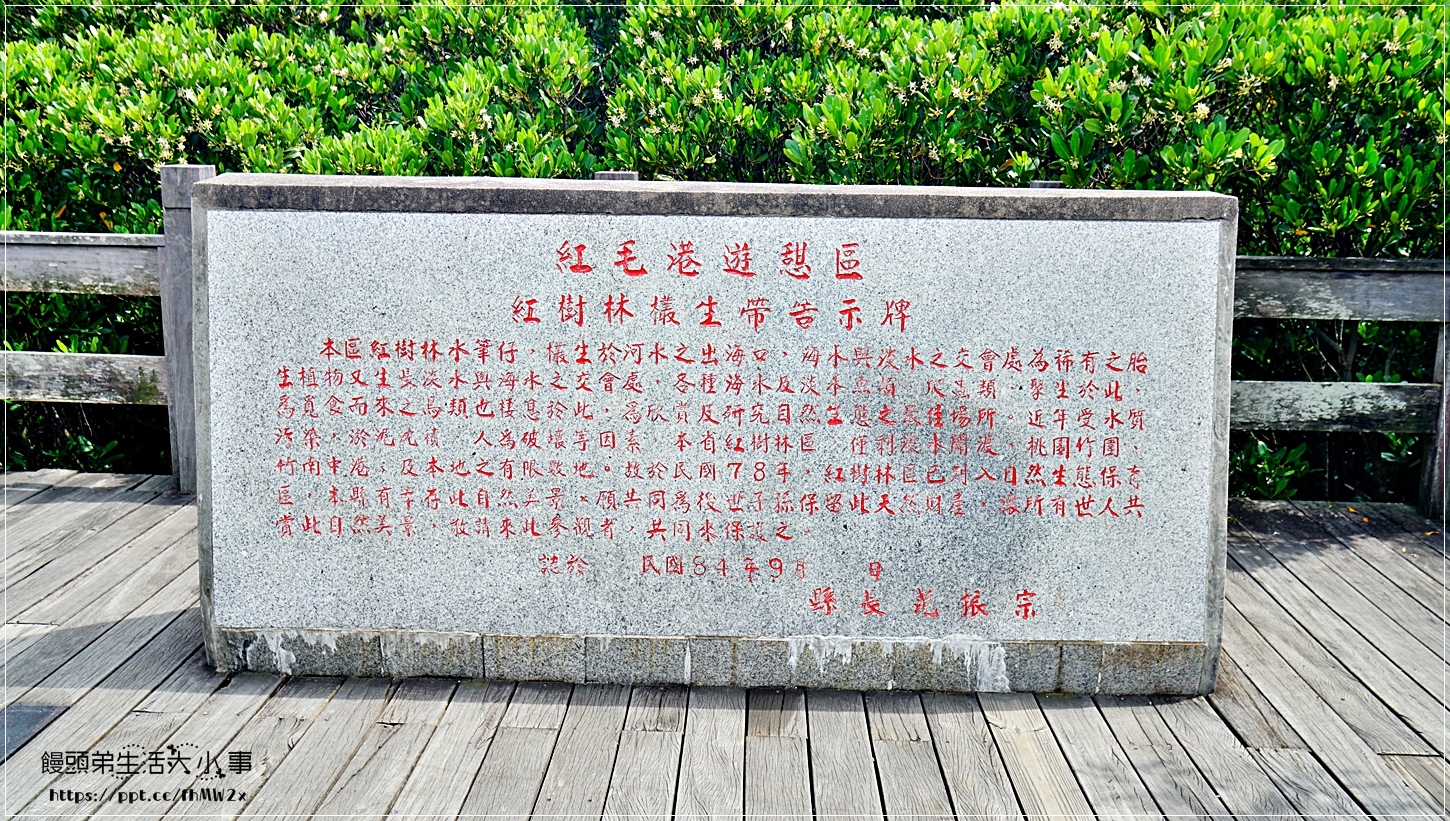 紅毛港遊憩區
紅樹林欉生帶告示牌
本區紅樹林水筆仔，欉生於河水之出海口，海水與淡水之交會處為稀有之胎
生植物又生長淡水與海水之交會處，各種海水及淡水魚類、昆蟲類，聚生於此，
為覓食而來之鳥類也棲息於此，為欣賞及研究自然生態之最佳場所。近年受水質
污染，淤泥沈積，人為破壞等因素，本省紅樹林區，僅剩淡水關渡、桃園竹圍、
竹南中港，及本地之有限數地。故於民國78年，紅樹林區已列入自然生態保育
區，本縣有幸存此自然美景，願共同為後世子孫保留此天然財產，讓所有世人共
賞此自然美景，敬請來此參觀者，共同來保護之。
誌於 民國84年9月 日
縣長 范振宗
饅頭弟生活大小事
https://ppt.cc/fhMW2x